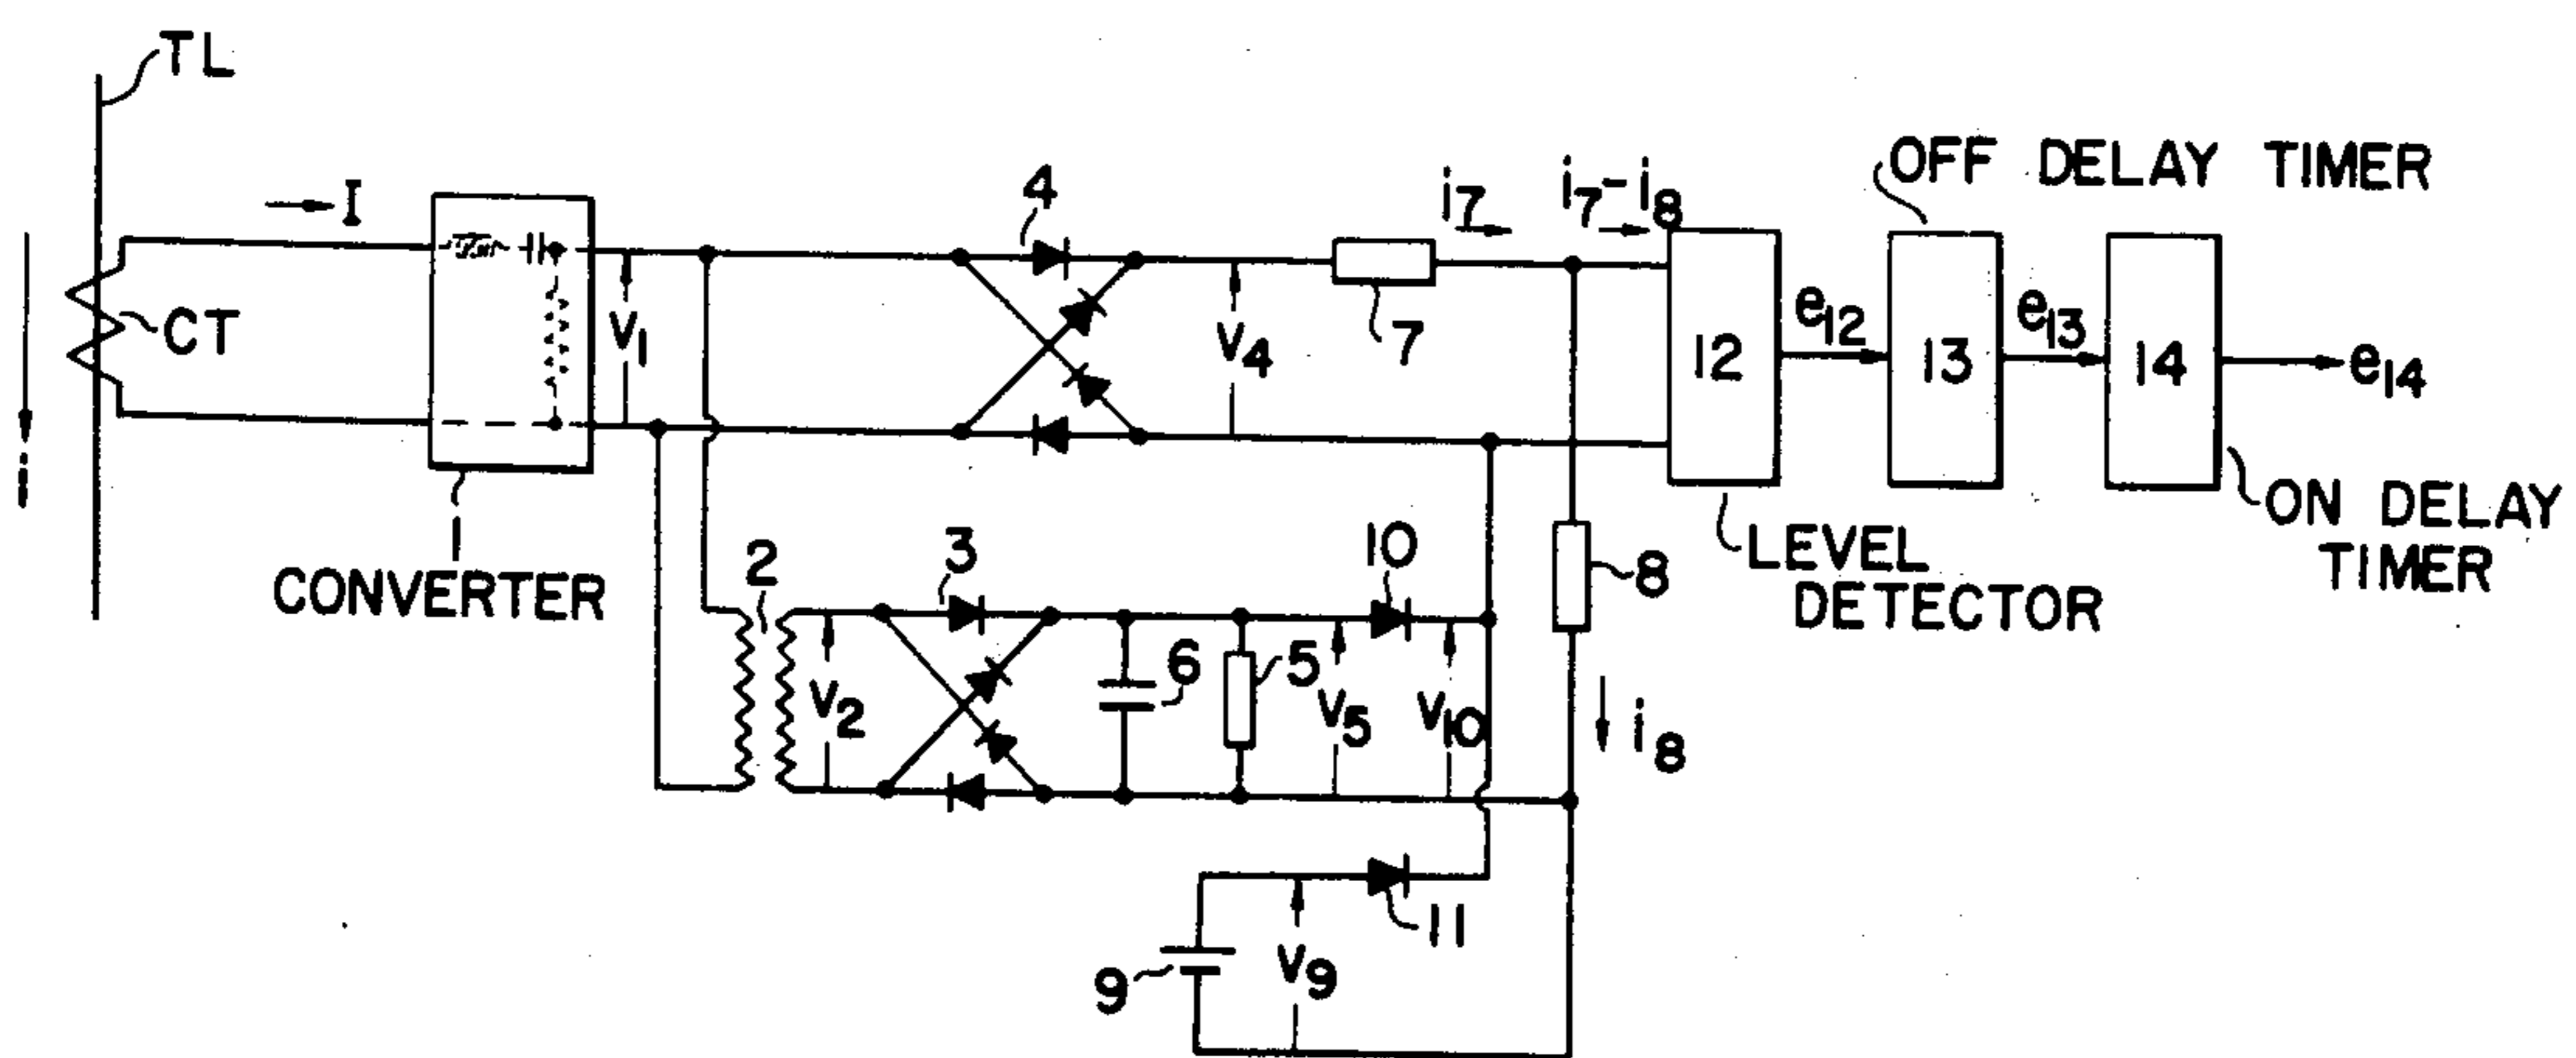 TL
I
CT
i
1
CONVERTER
V1
4
V4
7
i7
i7-i8
12
LEVEL
DETECTOR
e12
OFF DELAY TIMER
13
e13
14
e14
ON DELAY
TIMER
2
V2
3
6
5
V5
10
V10
8
i8
9
V9
11